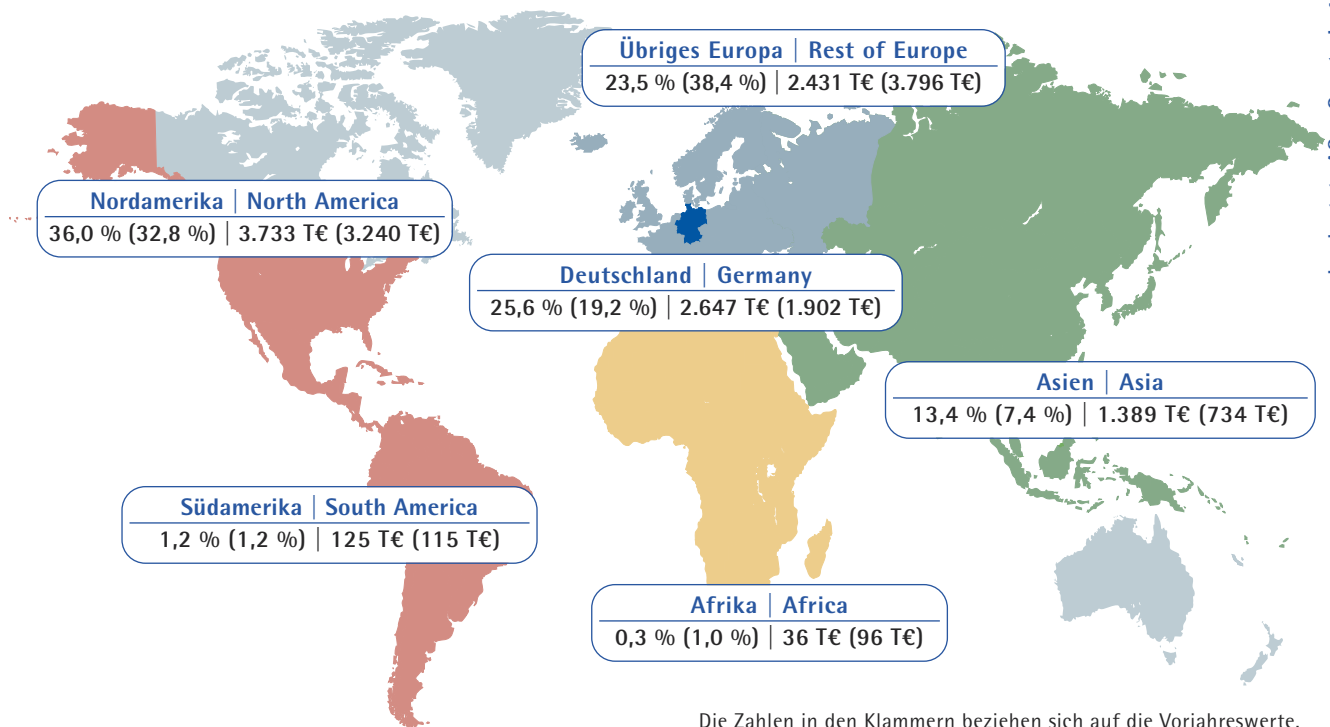 Übriges Europa | Rest of Europe
23,5 % (38,4 %) | 2.431 T€ (3.796 T€)
Nordamerika | North America
36,0 % (32,8 %) | 3.733 T€ (3.240 T€)
Deutschland | Germany
25,6 % (19,2 %) | 2.647 T€ (1.902 T€)
Asien | Asia
13,4 % (7,4 %) | 1.389 T€ (734 T€)
Südamerika | South America
1,2 % (1,2 %) | 125 T€ (115 T€)
Afrika | Africa
0,3 % (1,0 %) | 36 T€ (96 T€)
Die Zahlen in den Klammern beziehen sich auf die Vorjahreswerte.